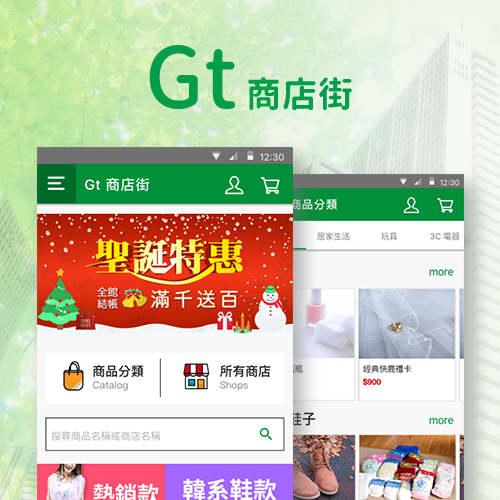 Gt 商店街
12:30
Gt 商店街
聖誕特惠
全館
結帳
滿千送百
商品分類
Catalog
所有商店
Shops
搜尋商品名稱或商店名稱
熱銷款
韓系鞋款
12:30
商品分類
居家生活
玩具
3C 電器
more
瓶
經典快鹿禮卡
$900
鞋子
more